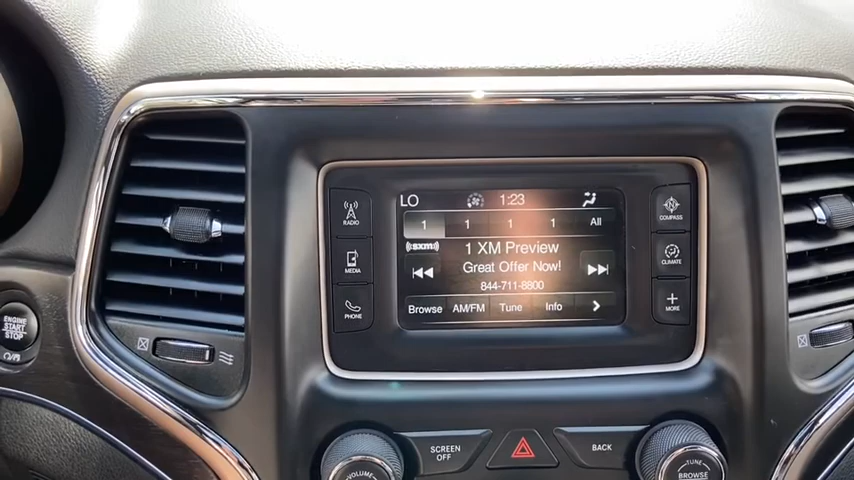 LO 1:23
1 1 1 1 All
((sxm))
1 XM Preview
Great Offer Now!
844-711-8800
Browse AM/FM Tune Info
RADIO
MEDIA
PHONE
COMPASS
CLIMATE
MORE
ENGINE
START
STOP
VOLUME
SCREEN
OFF
BACK
TUNE
BROWSE